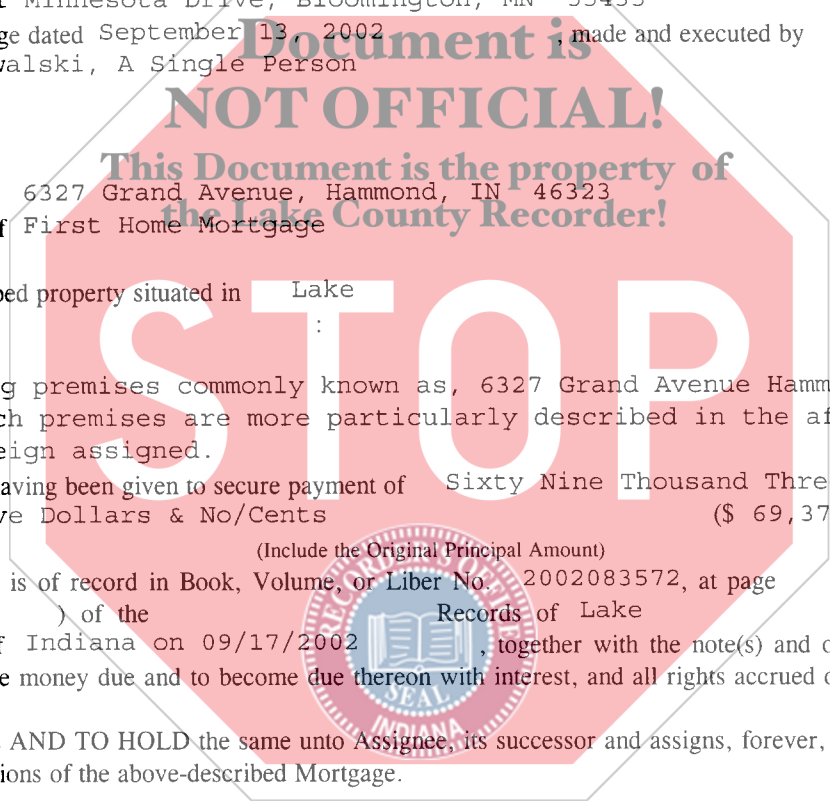 Minnesota Drive, Bloomington, MN 55435
ge dated September 13, 2002 , made and executed by
walski, A Single Person
Document is
NOT OFFICIAL!
This Document is the property of
the Lake County Recorder!
6327 Grand Avenue, Hammond, IN 46323
f First Home Mortgage
bed property situated in Lake
:
STOP
g premises commonly known as, 6327 Grand Avenue Hamm
ch premises are more particularly described in the af
eign assigned.
aving been given to secure payment of Sixty Nine Thousand Thre
ve Dollars & No/Cents ($ 69,37
(Include the Original Principal Amount)
is of record in Book, Volume, or Liber No. 2002083572, at page
) of the Records of Lake
f Indiana on 09/17/2002 , together with the note(s) and o
e money due and to become due thereon with interest, and all rights accrued o
AND TO HOLD the same unto Assignee, its successor and assigns, forever,
ions of the above-described Mortgage.
RECORDER'S OFFICE
SEAL
INDIANA